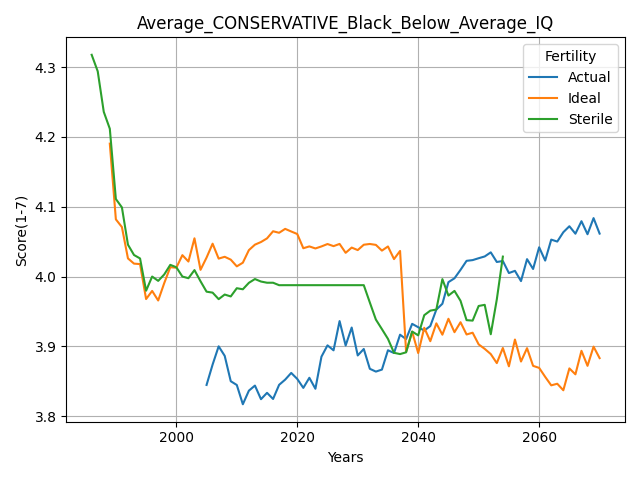 Average_CONSERVATIVE_Black_Below_Average_IQ
Fertility
Actual
Ideal
Sterile
Score(1-7)
4.3
4.2
4.1
4.0
3.9
3.8
2000 2020 2040 2060
Years